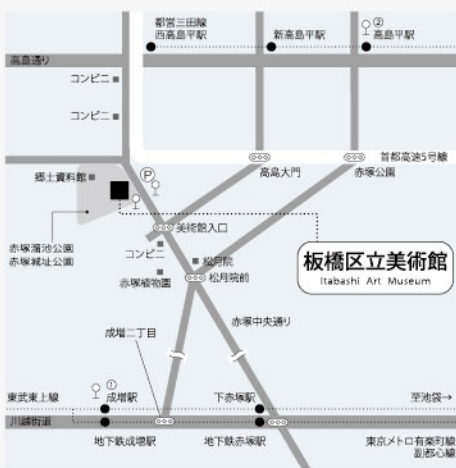 都営三田線
西高島平駅
新高島平駅
②
高島平駅
高島通り
コンビニ
コンビニ
首都高速5号線
郷土資料館
P
高島大門
赤塚公園
美術館入口
赤塚溜池公園
赤塚城址公園
コンビニ
松月院
赤塚植物園
松月院前
板橋区立美術館
Itabashi Art Museum
赤塚中央通り
成増二丁目
①
東武東上線
成増駅
下赤塚駅
至池袋
川越街道
地下鉄成増駅
地下鉄赤塚駅
東京メトロ有楽町線
副都心線